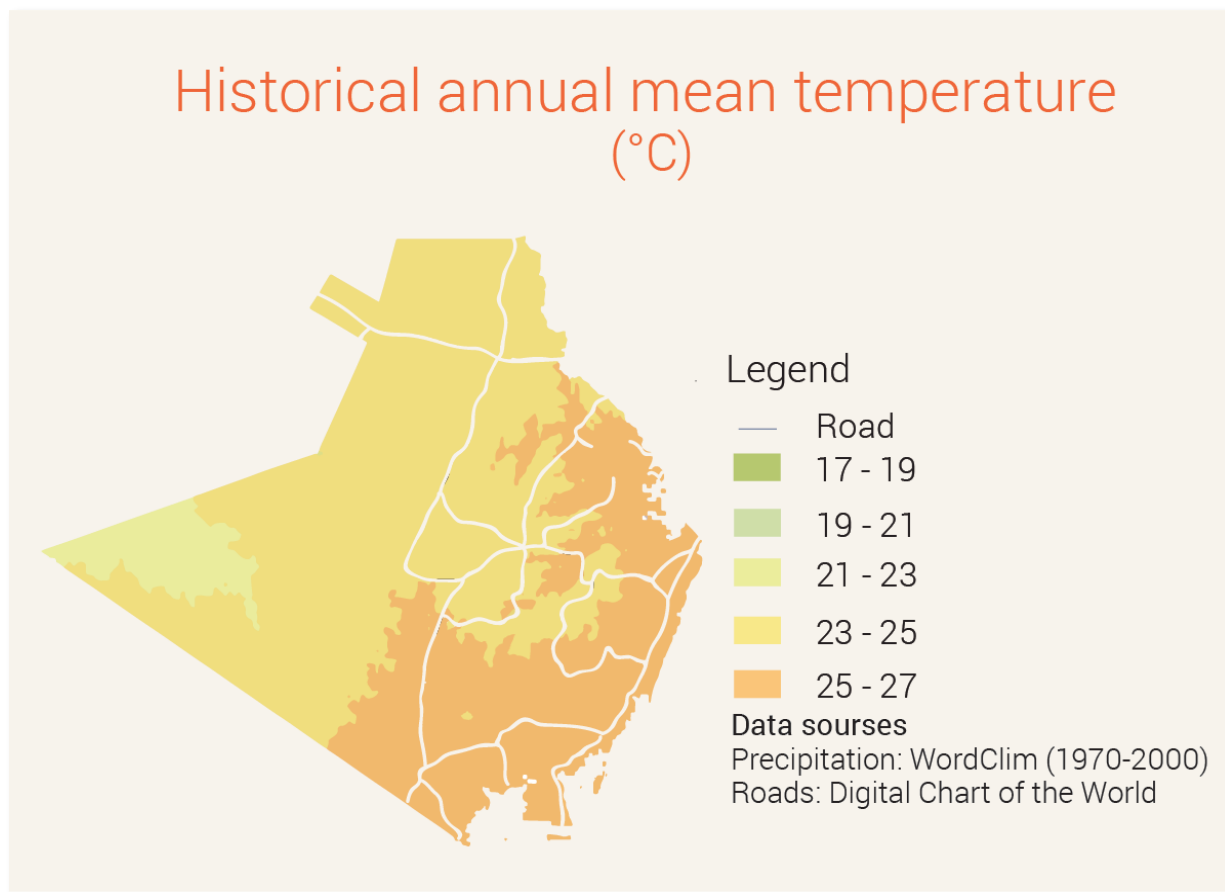 Historical annual mean temperature
(°C)
Legend
Road
17 - 19
19 - 21
21 - 23
23 - 25
25 - 27
Data sourses
Precipitation: WordClim (1970-2000)
Roads: Digital Chart of the World